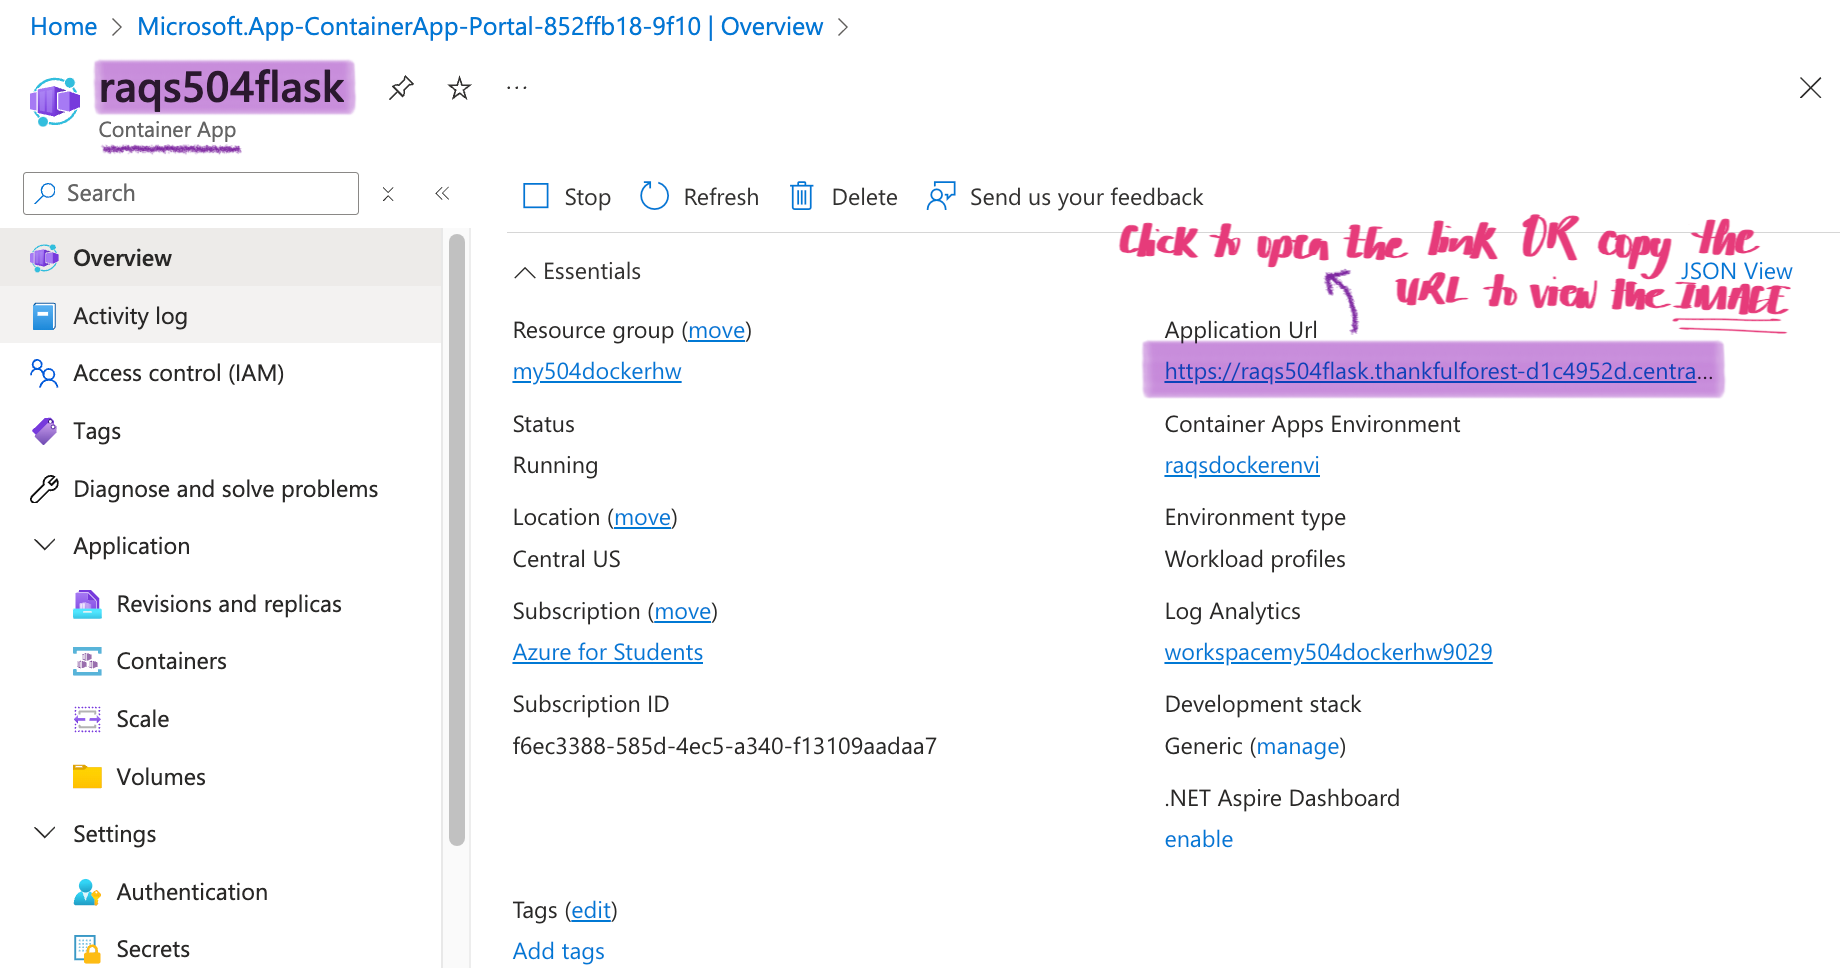 Home > Microsoft.App-ContainerApp-Portal-852ffb18-9f10 | Overview >
raqs504flask
...
Container App
Search
Stop
Refresh
Delete
Send us your feedback
Click to open the link OR copy the
URL to view the IMAGE
Overview
Activity log
Access control (IAM)
Tags
Diagnose and solve problems
Application
Revisions and replicas
Containers
Scale
Volumes
Settings
Authentication
Secrets
Essentials
JSON View
Resource group (move)
my504dockerhw
Status
Running
Location (move)
Central US
Subscription (move)
Azure for Students
Subscription ID
f6ec3388-585d-4ec5-a340-f13109aadaa7
Application Url
https://raqs504flask.thankfulforest-d1c4952d.centra...
Container Apps Environment
raqsdockerenvi
Environment type
Workload profiles
Log Analytics
workspacemy504dockerhw9029
Development stack
Generic (manage)
.NET Aspire Dashboard
enable
Tags (edit)
Add tags